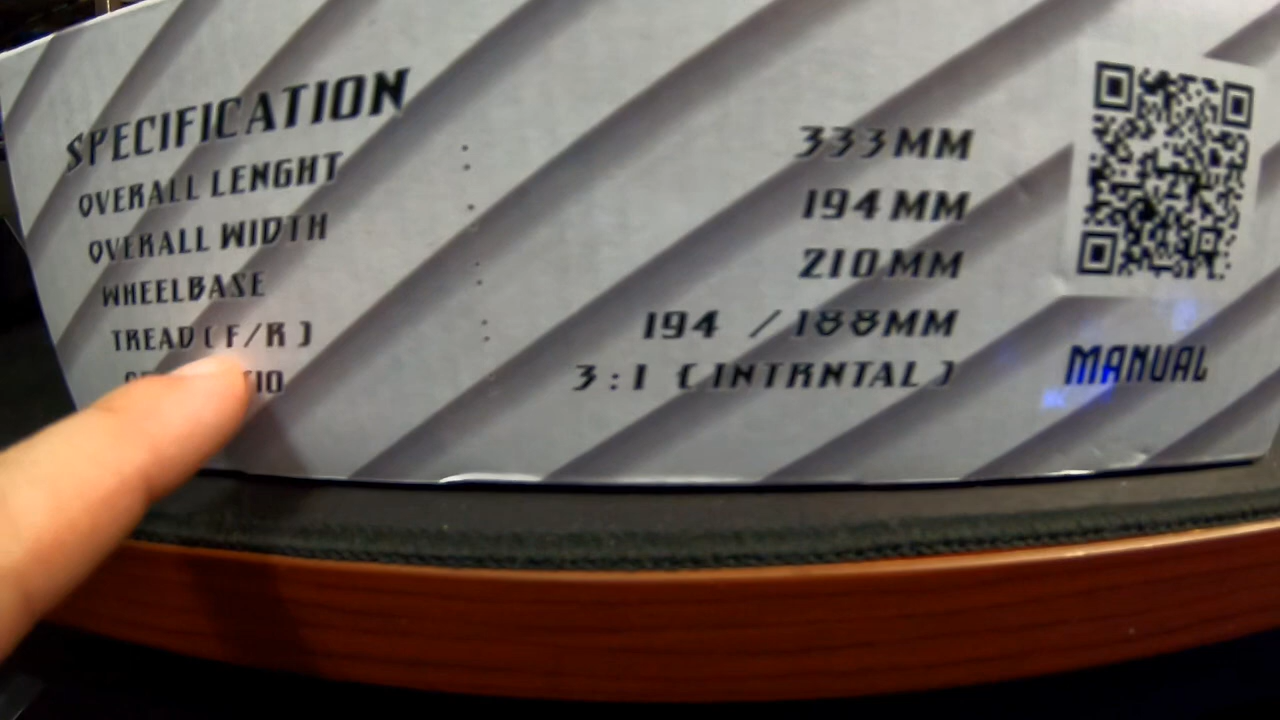 SPECIFICATION
OVERALL LENGHT : 333MM
OVERALL WIDTH : 194MM
WHEELBASE : 210MM
TREAD ( F/R ) : 194 / 188MM
3:1 ( INTRNTAL )
MANUAL